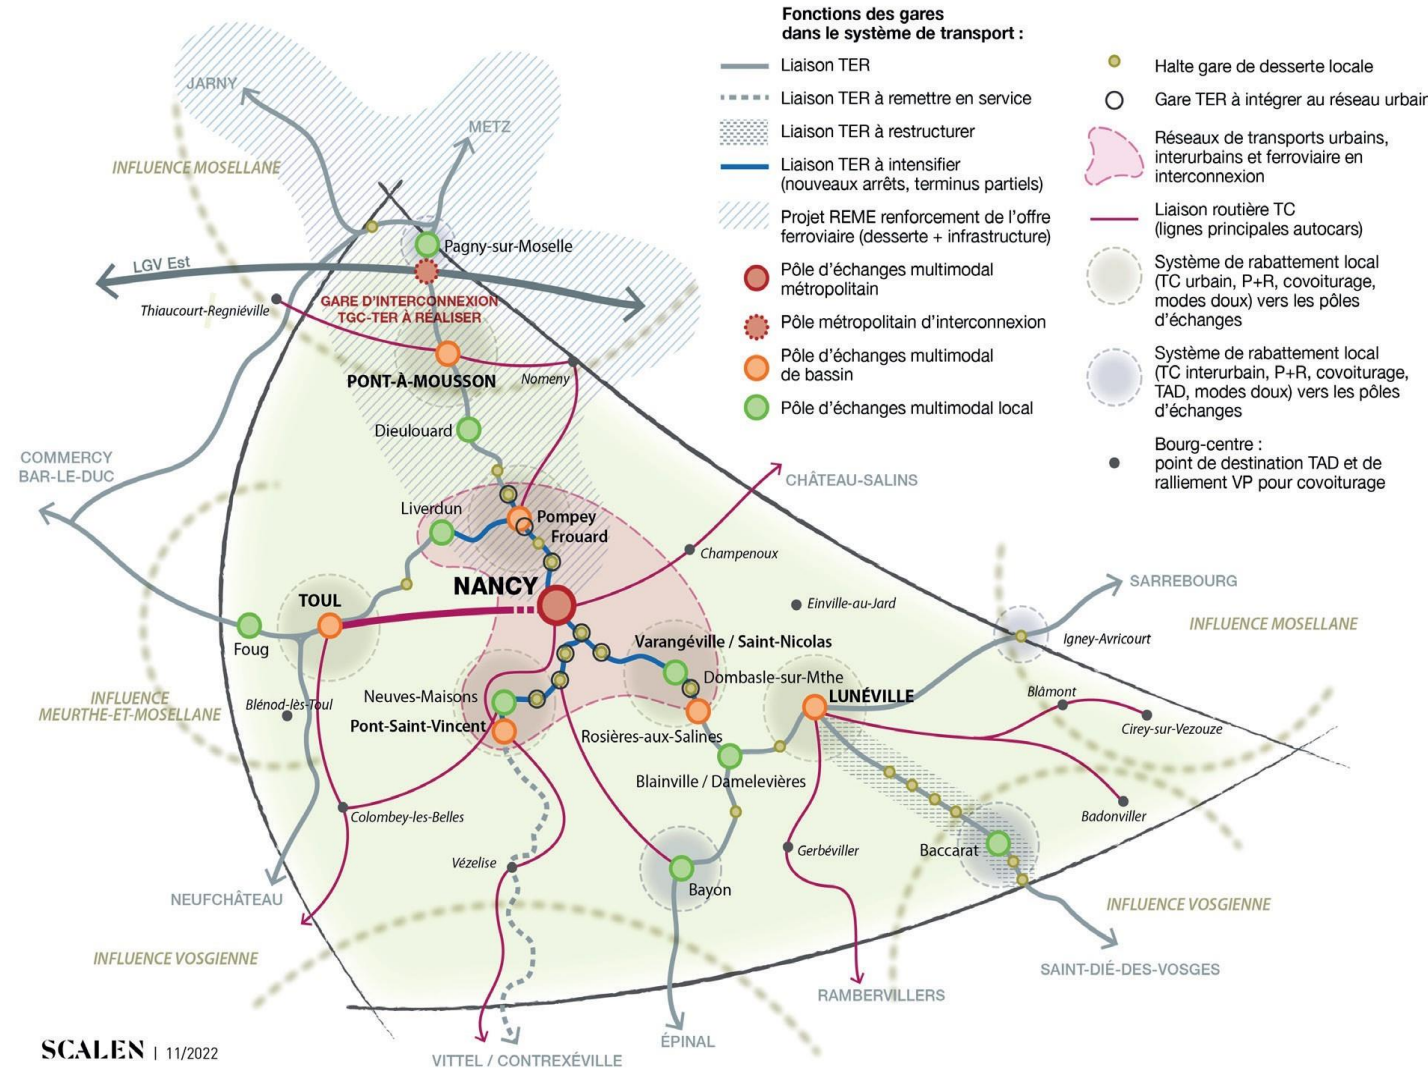 Fonctions des gares
dans le système de transport :
Liaison TER
Liaison TER à remettre en service
Liaison TER à restructurer
Liaison TER à intensifier
(nouveaux arrêts, terminus partiels)
Projet REME renforcement de l'offre
ferroviaire (desserte + infrastructure)
Pôle d'échanges multimodal
métropolitain
Pôle métropolitain d'interconnexion
Pôle d'échanges multimodal
de bassin
Pôle d'échanges multimodal local
Halte gare de desserte locale
Gare TER à intégrer au réseau urbain
Réseaux de transports urbains,
interurbains et ferroviaire en
interconnexion
Liaison routière TC
(lignes principales autocars)
Système de rabattement local
(TC urbain, P+R, covoiturage,
modes doux) vers les pôles
d'échanges
Système de rabattement local
(TC interurbain, P+R, covoiturage,
TAD, modes doux) vers les pôles
d'échanges
Bourg-centre :
point de destination TAD et de
ralliement VP pour covoiturage
JARNY
METZ
INFLUENCE MOSELLANE
Pagny-sur-Moselle
LGV Est
Thiaucourt-Regniéville
GARE D'INTERCONNEXION
TGC-TER À RÉALISER
PONT-À-MOUSSON
Nomeny
Dieulouard
COMMERCY
BAR-LE-DUC
CHÂTEAU-SALINS
Liverdun
Pompey
Frouard
Champenoux
NANCY
TOUL
Einville-au-Jard
SARREBOURG
INFLUENCE MOSELLANE
Foug
Varangéville / Saint-Nicolas
Igney-Avricourt
Dombasle-sur-Mthe
LUNÉVILLE
Blâmont
Cirey-sur-Vezouze
INFLUENCE
MEURTHE-ET-MOSELLANE
Blénod-lès-Toul
Neuves-Maisons
Pont-Saint-Vincent
Rosières-aux-Salines
Blainville / Damelevières
Colombey-les-Belles
Badonviller
Vézelise
Gerbéviller
Baccarat
Bayon
NEUFCHÂTEAU
INFLUENCE VOSGIENNE
INFLUENCE VOSGIENNE
SAINT-DIÉ-DES-VOSGES
RAMBERVILLERS
ÉPINAL
VITTEL / CONTREXÉVILLE
SCALEN | 11/2022